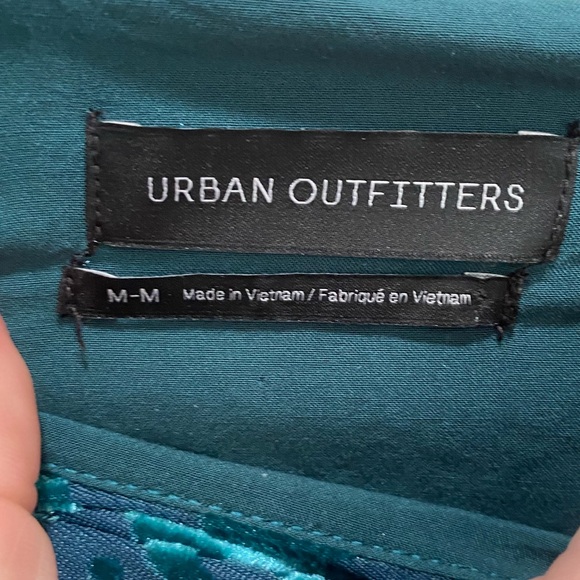 URBAN OUTFITTERS
M-M Made in Vietnam / Fabriqué en Vietnam